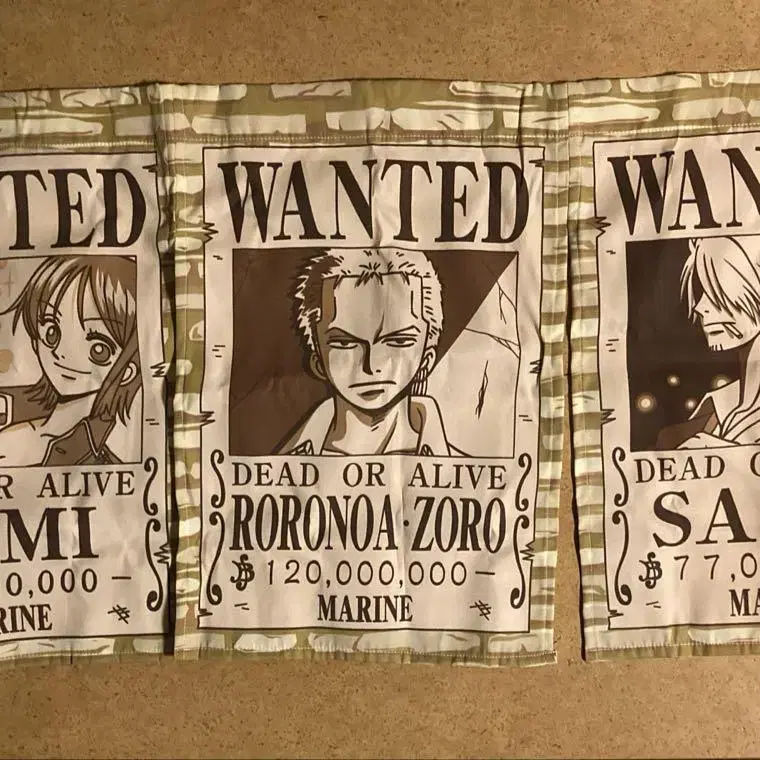 TED
R ALIVE
MI
0,000 -
RINE
WANTED
DEAD OR ALIVE
RORONOA·ZORO
฿ 120,000,000-
MARINE
WAN
DEAD O
SA
฿ 77,0
MA